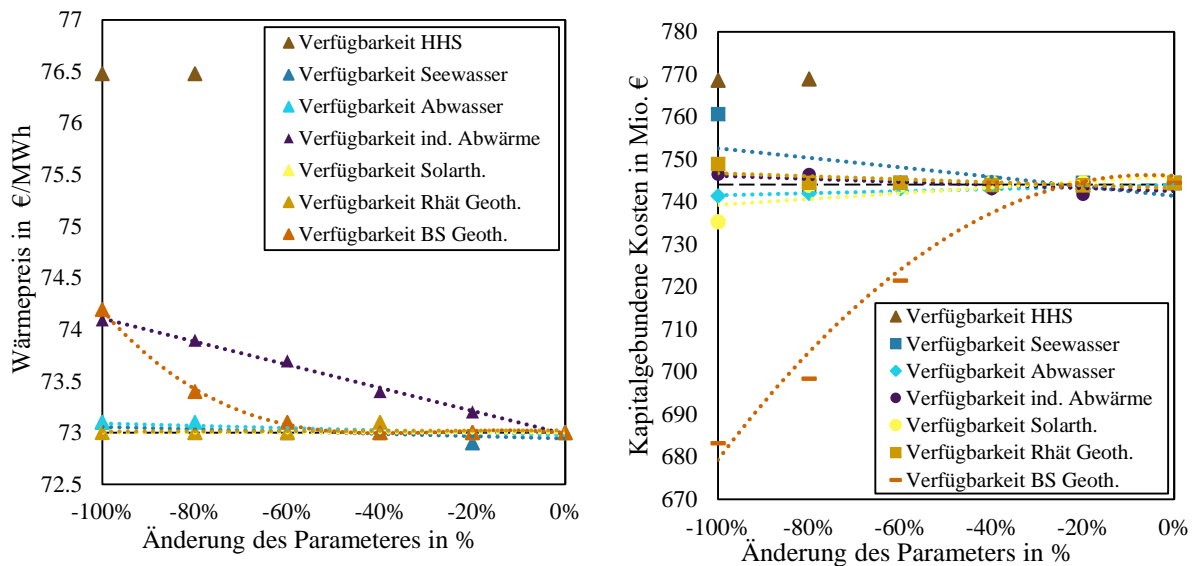 77
76.5
76
75.5
75
74.5
74
73.5
73
72.5
Wärmepreis in €/MWh
Verfügbarkeit HHS
Verfügbarkeit Seewasser
Verfügbarkeit Abwasser
Verfügbarkeit ind. Abwärme
Verfügbarkeit Solarth.
Verfügbarkeit Rhät Geoth.
Verfügbarkeit BS Geoth.
-100% -80% -60% -40% -20% 0%
Änderung des Parameteres in %
780
770
760
750
740
730
720
710
700
690
680
670
Kapitalgebundene Kosten in Mio. €
Verfügbarkeit HHS
Verfügbarkeit Seewasser
Verfügbarkeit Abwasser
Verfügbarkeit ind. Abwärme
Verfügbarkeit Solarth.
Verfügbarkeit Rhät Geoth.
Verfügbarkeit BS Geoth.
-100% -80% -60% -40% -20% 0%
Änderung des Parameters in %